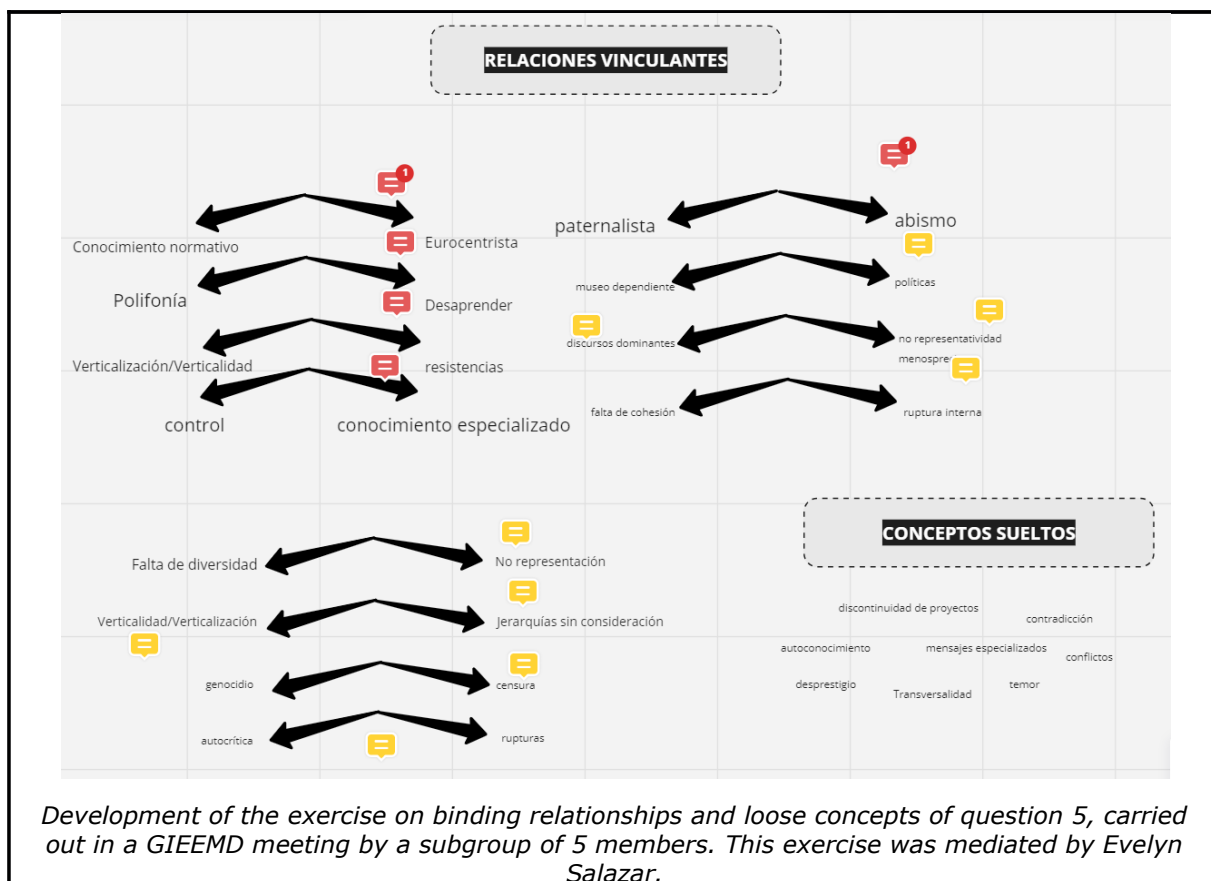 RELACIONES VINCULANTES
1
Conocimiento normativo
Eurocentrista
Polifonía
Desaprender
Verticalización/Verticalidad
resistencias
control
conocimiento especializado
1
paternalista
abismo
museo dependiente
políticas
discursos dominantes
no representatividad
falta de cohesión
ruptura interna
Falta de diversidad
No representación
Verticalidad/Verticalización
Jerarquías sin consideración
genocidio
censura
autocrítica
rupturas
CONCEPTOS SUELTOS
discontinuidad de proyectos
contradicción
autoconocimiento
mensajes especializados
conflictos
desprestigio
Transversalidad
temor
Development of the exercise on binding relationships and loose concepts of question 5, carried
out in a GIEEMD meeting by a subgroup of 5 members. This exercise was mediated by Evelyn
Salazar.